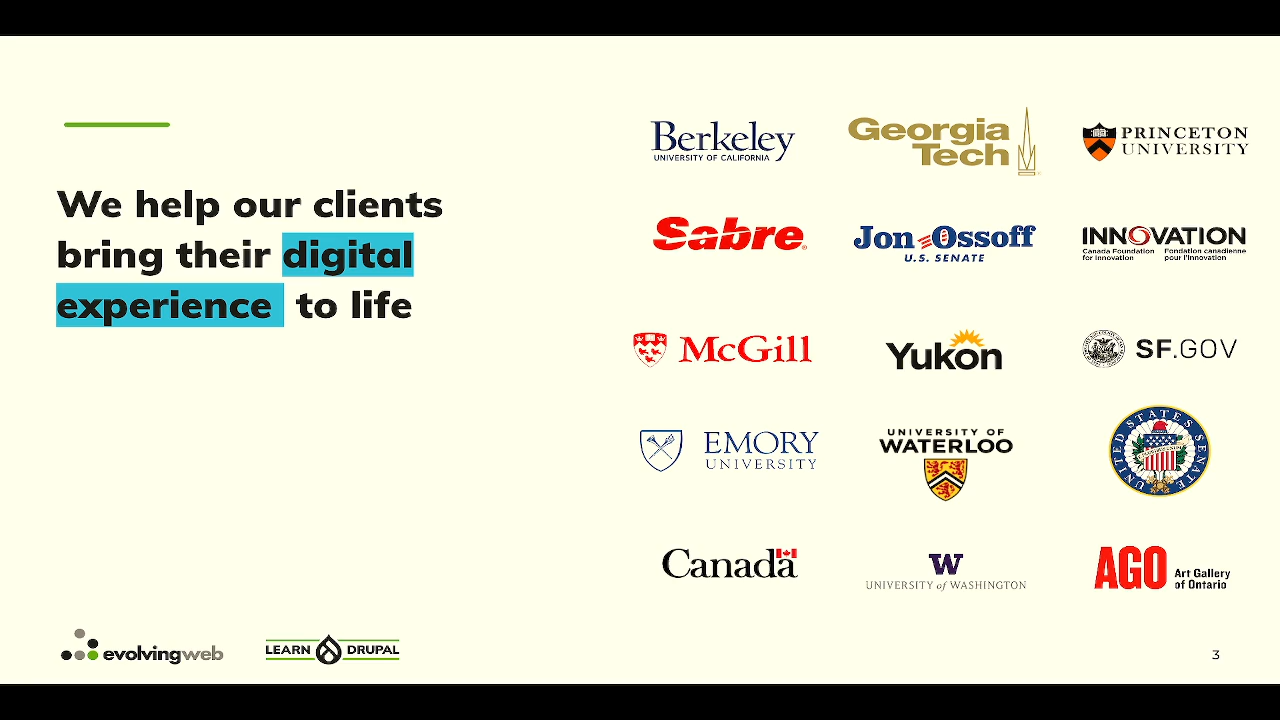 We help our clients
bring their digital
experience to life
Berkeley
UNIVERSITY OF CALIFORNIA
Georgia
Tech
PRINCETON
UNIVERSITY
Sabre
Jon Ossoff
U.S. SENATE
INNOVATION
Canada Foundation
for Innovation
Fondation canadienne
pour l'innovation
McGill
Yukon
SF.GOV
EMORY
UNIVERSITY
UNIVERSITY OF
WATERLOO
UNITED STATES SENATE
Canada
W
UNIVERSITY of WASHINGTON
AGO
Art Gallery
of Ontario
evolvingweb
LEARN DRUPAL
3